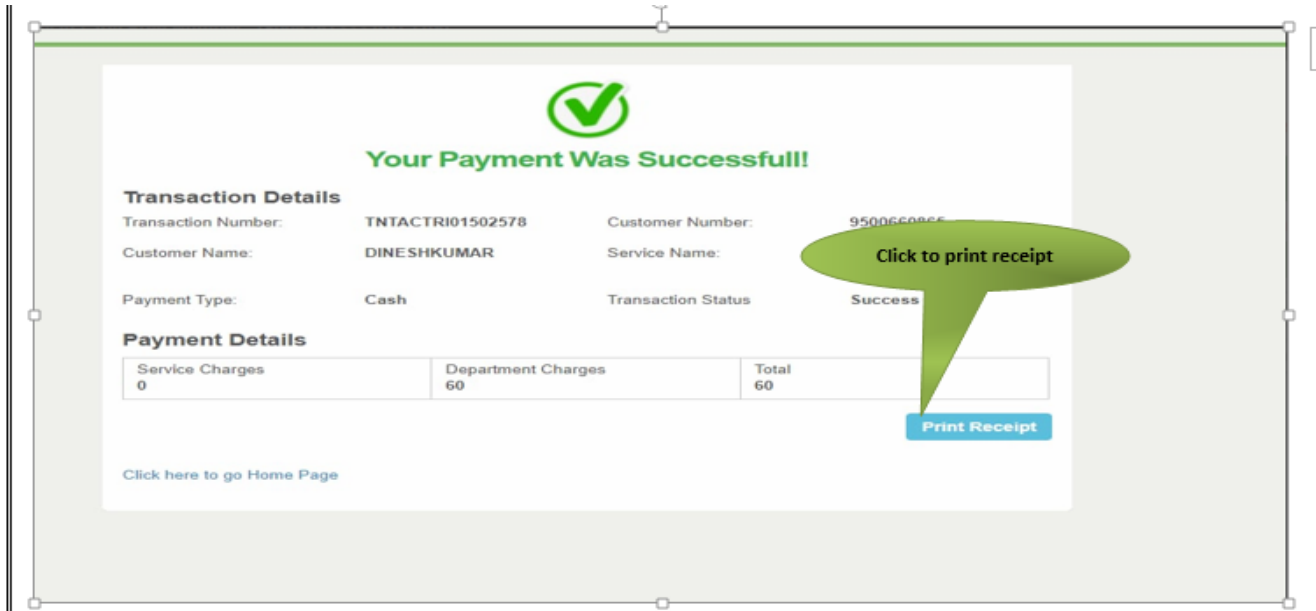 Your Payment Was Successfull!
Transaction Details
Transaction Number: TNTACTRI01502578 Customer Number:
Customer Name: DINESHKUMAR Service Name:
Click to print receipt
Payment Type: Cash Transaction Status Success
Payment Details
Service Charges Department Charges Total
0 60 60
Print Receipt
Click here to go Home Page